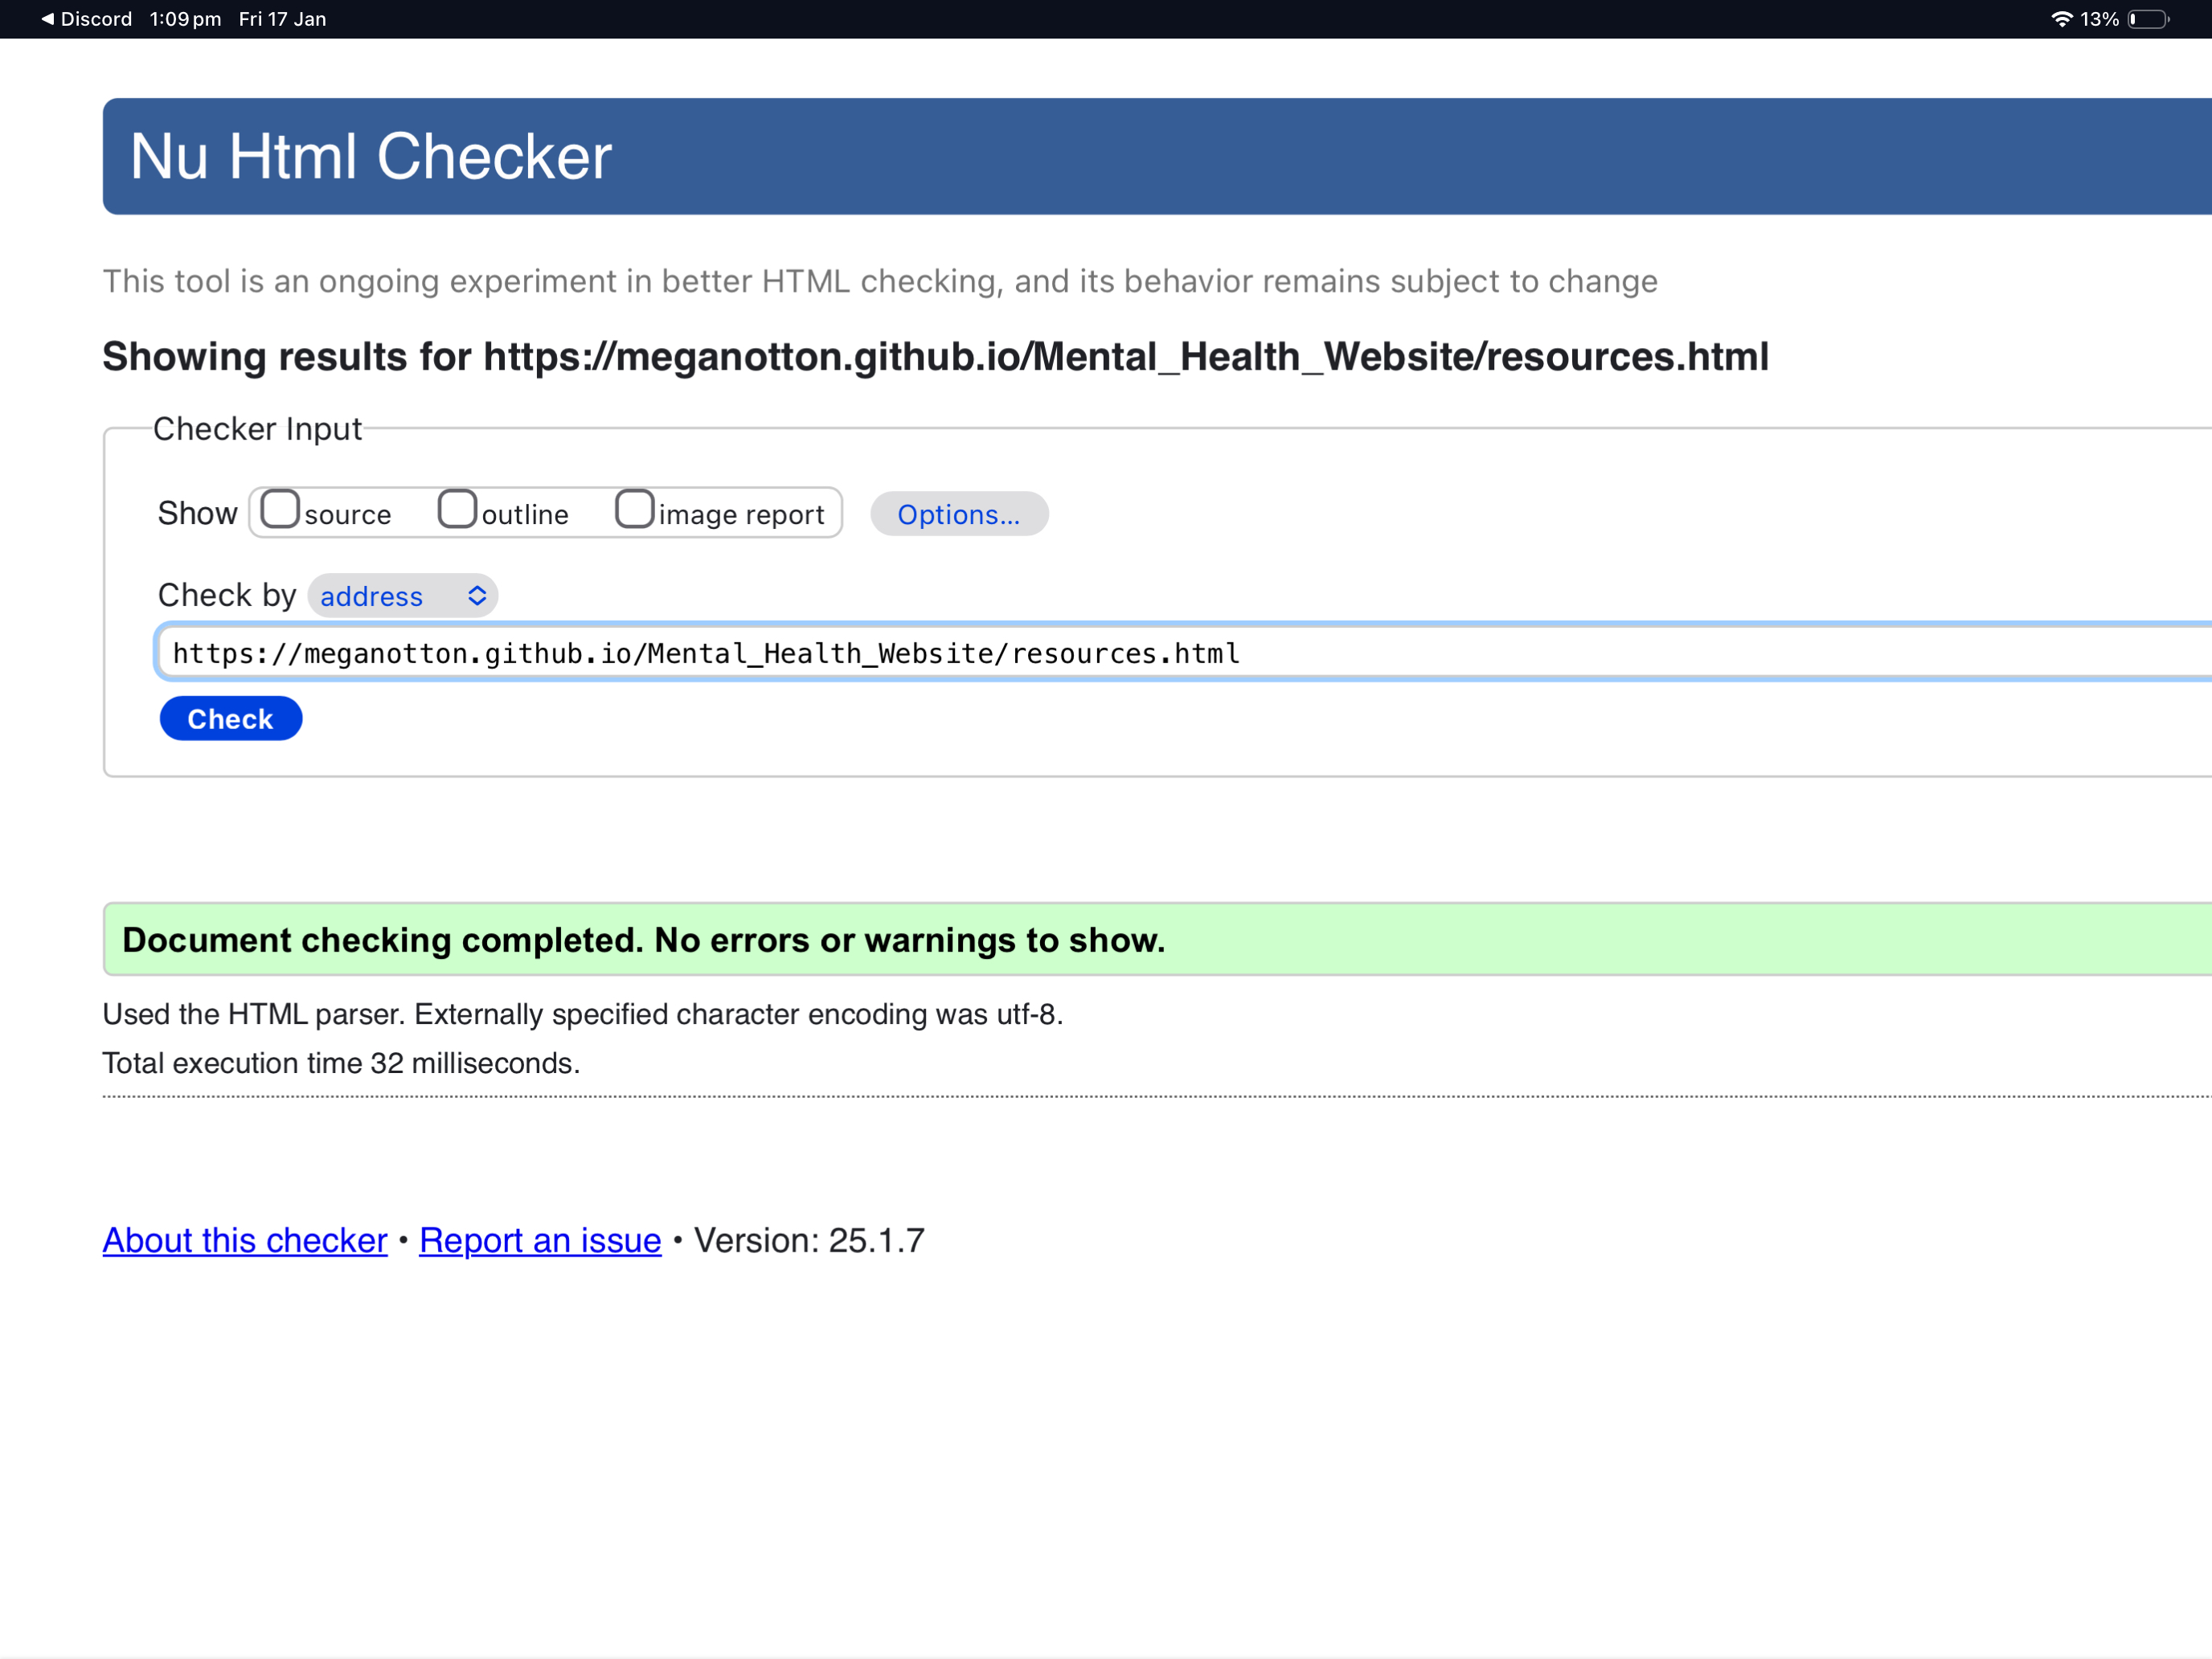 ◀ Discord 1:09 pm Fri 17 Jan 13%
Nu Html Checker
This tool is an ongoing experiment in better HTML checking, and its behavior remains subject to change
Showing results for https://meganotton.github.io/Mental_Health_Website/resources.html
Checker Input
Show source outline image report Options...
Check by address
https://meganotton.github.io/Mental_Health_Website/resources.html
Check
Document checking completed. No errors or warnings to show.
Used the HTML parser. Externally specified character encoding was utf-8.
Total execution time 32 milliseconds.
About this checker • Report an issue • Version: 25.1.7